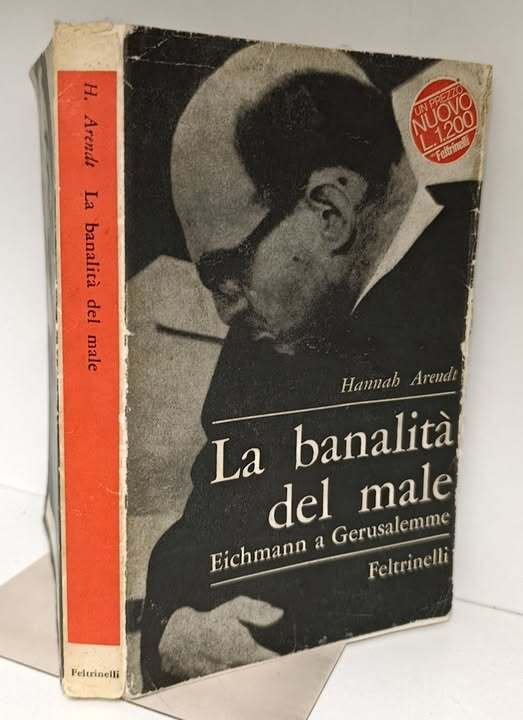 H. Arendt La banalità del male
Feltrinelli
UN PREZZO
NUOVO
L.1200
Feltrinelli
Hannah Arendt
La banalità
del male
Eichmann a Gerusalemme
Feltrinelli